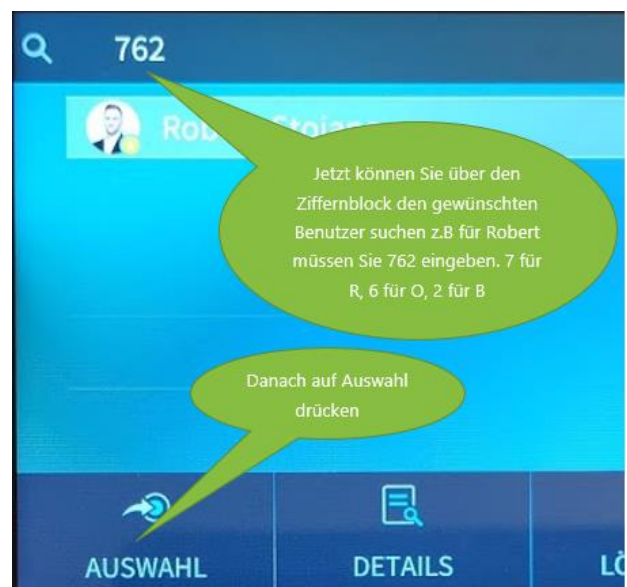 762
Jetzt können Sie über den
Ziffernblock den gewünschten
Benutzer suchen z.B für Robert
müssen Sie 762 eingeben. 7 für
R, 6 für O, 2 für B
Danach auf Auswahl
drücken
AUSWAHL
DETAILS